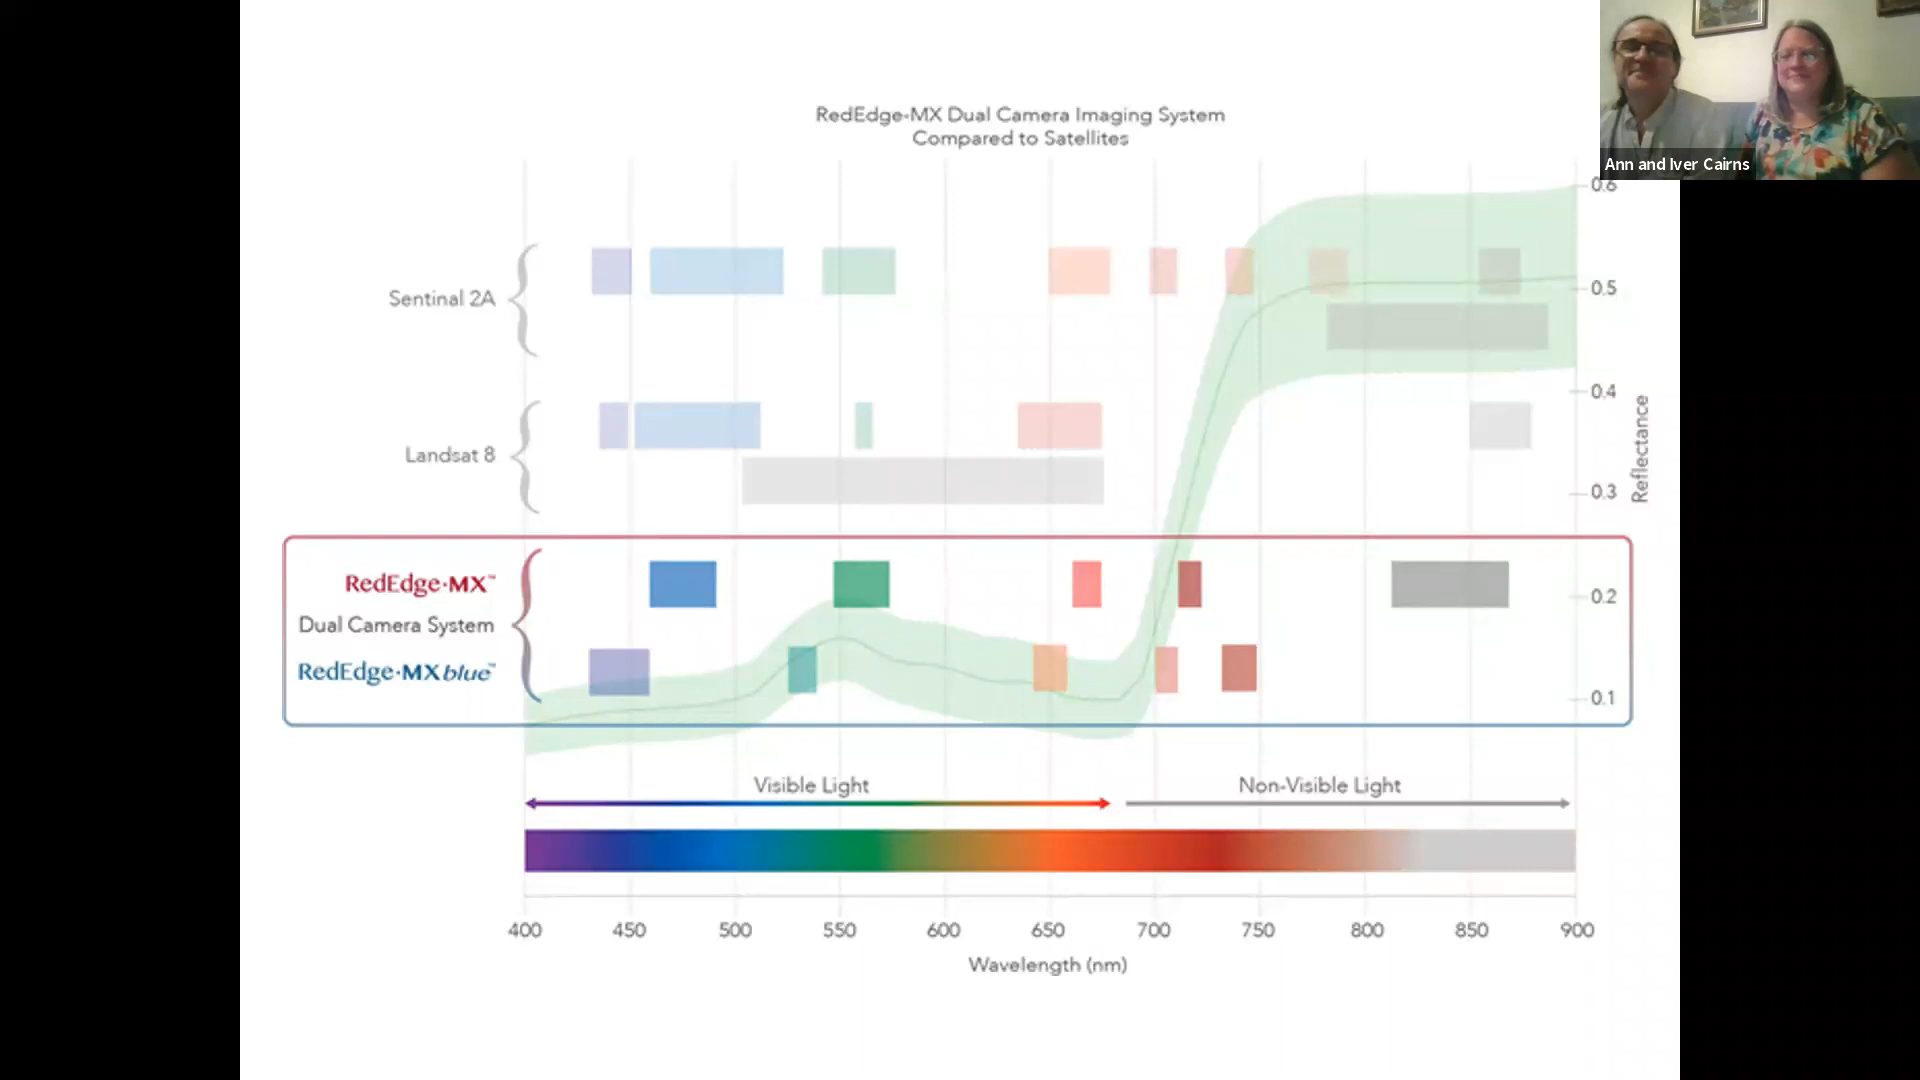 RedEdge-MX Dual Camera Imaging System
Compared to Satellites
Ann and Iver Cairns
0.6
Sentinal 2A
0.5
0.4
Landsat 8
0.3
Reflectance
RedEdge·MX™
Dual Camera System
RedEdge·MXblue™
0.2
0.1
Visible Light
Non-Visible Light
400 450 500 550 600 650 700 750 800 850 900
Wavelength (nm)